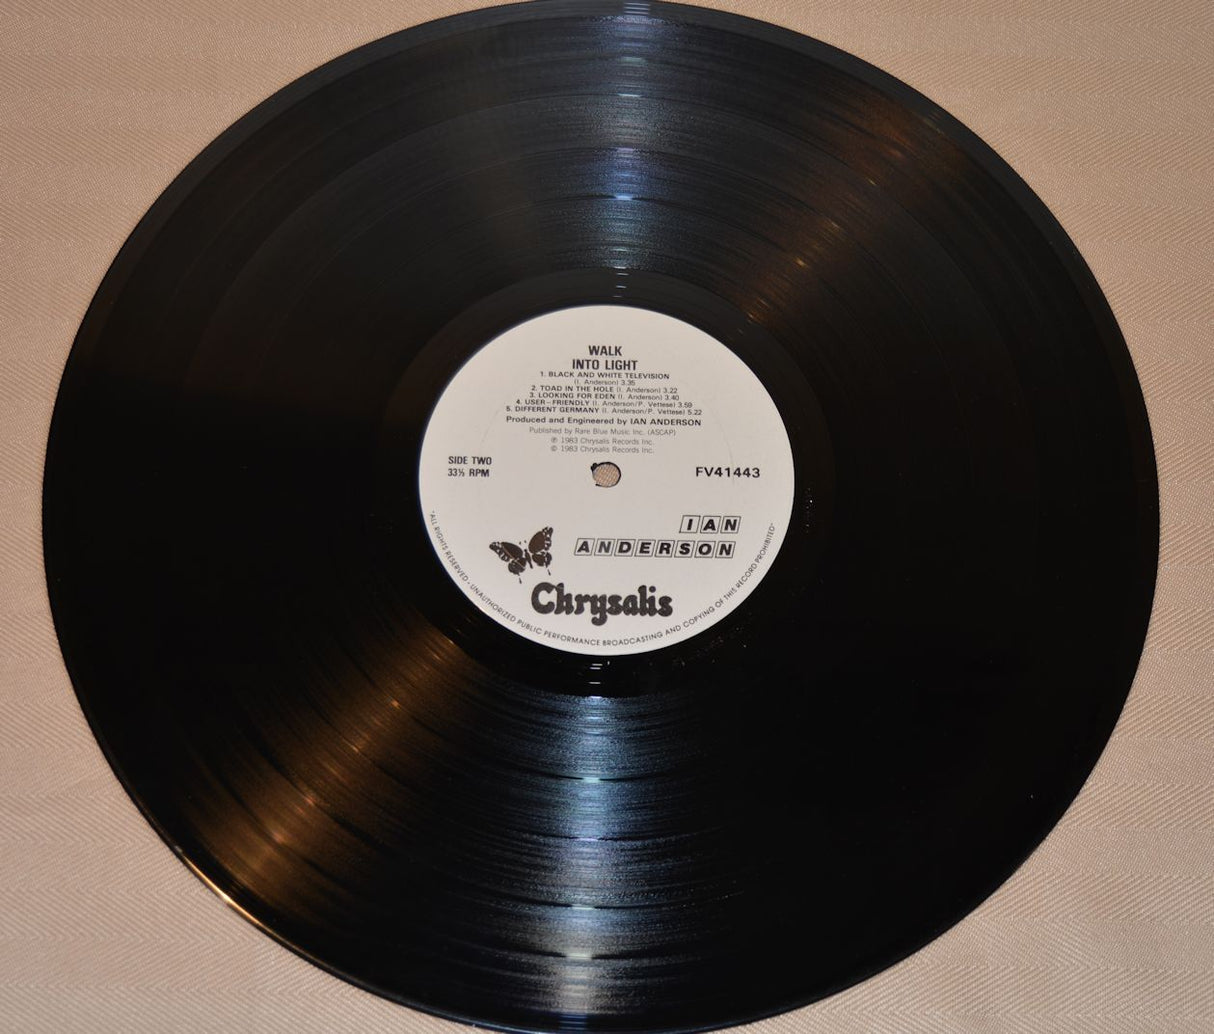 WALK
INTO LIGHT
1. BLACK AND WHITE TELEVISION
(I. Anderson) 3.35
2. TOAD IN THE HOLE (I. Anderson) 3.22
3. LOOKING FOR EDEN (I. Anderson) 3.40
4. USER–FRIENDLY (I. Anderson/P. Vettese) 3.59
5. DIFFERENT GERMANY (I. Anderson/P. Vettese) 5.22
Produced and Engineered by IAN ANDERSON
Published by Rare Blue Music Inc. (ASCAP)
℗ 1983 Chrysalis Records Inc.
© 1983 Chrysalis Records Inc.
SIDE TWO
33⅓ RPM
FV41443
IAN
ANDERSON
Chrysalis
"ALL RIGHTS RESERVED - UNAUTHORIZED PUBLIC PERFORMANCE BROADCASTING AND COPYING OF THIS RECORD PROHIBITED"